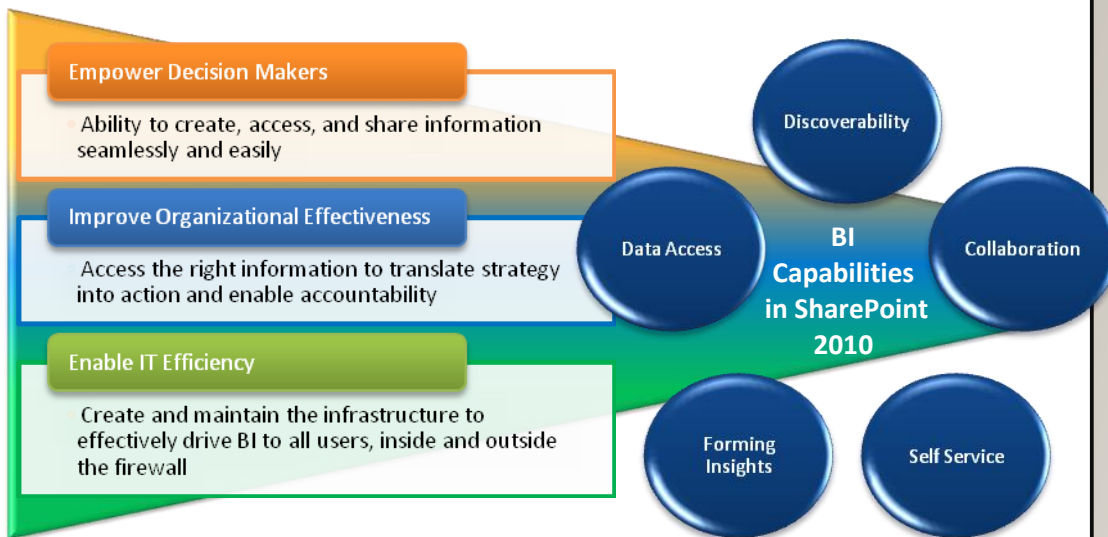 Empower Decision Makers
Ability to create, access, and share information
seamlessly and easily
Improve Organizational Effectiveness
Access the right information to translate strategy
into action and enable accountability
Enable IT Efficiency
Create and maintain the infrastructure to
effectively drive BI to all users, inside and outside
the firewall
Discoverability
Data Access
BI
Capabilities
in SharePoint
2010
Collaboration
Forming
Insights
Self Service